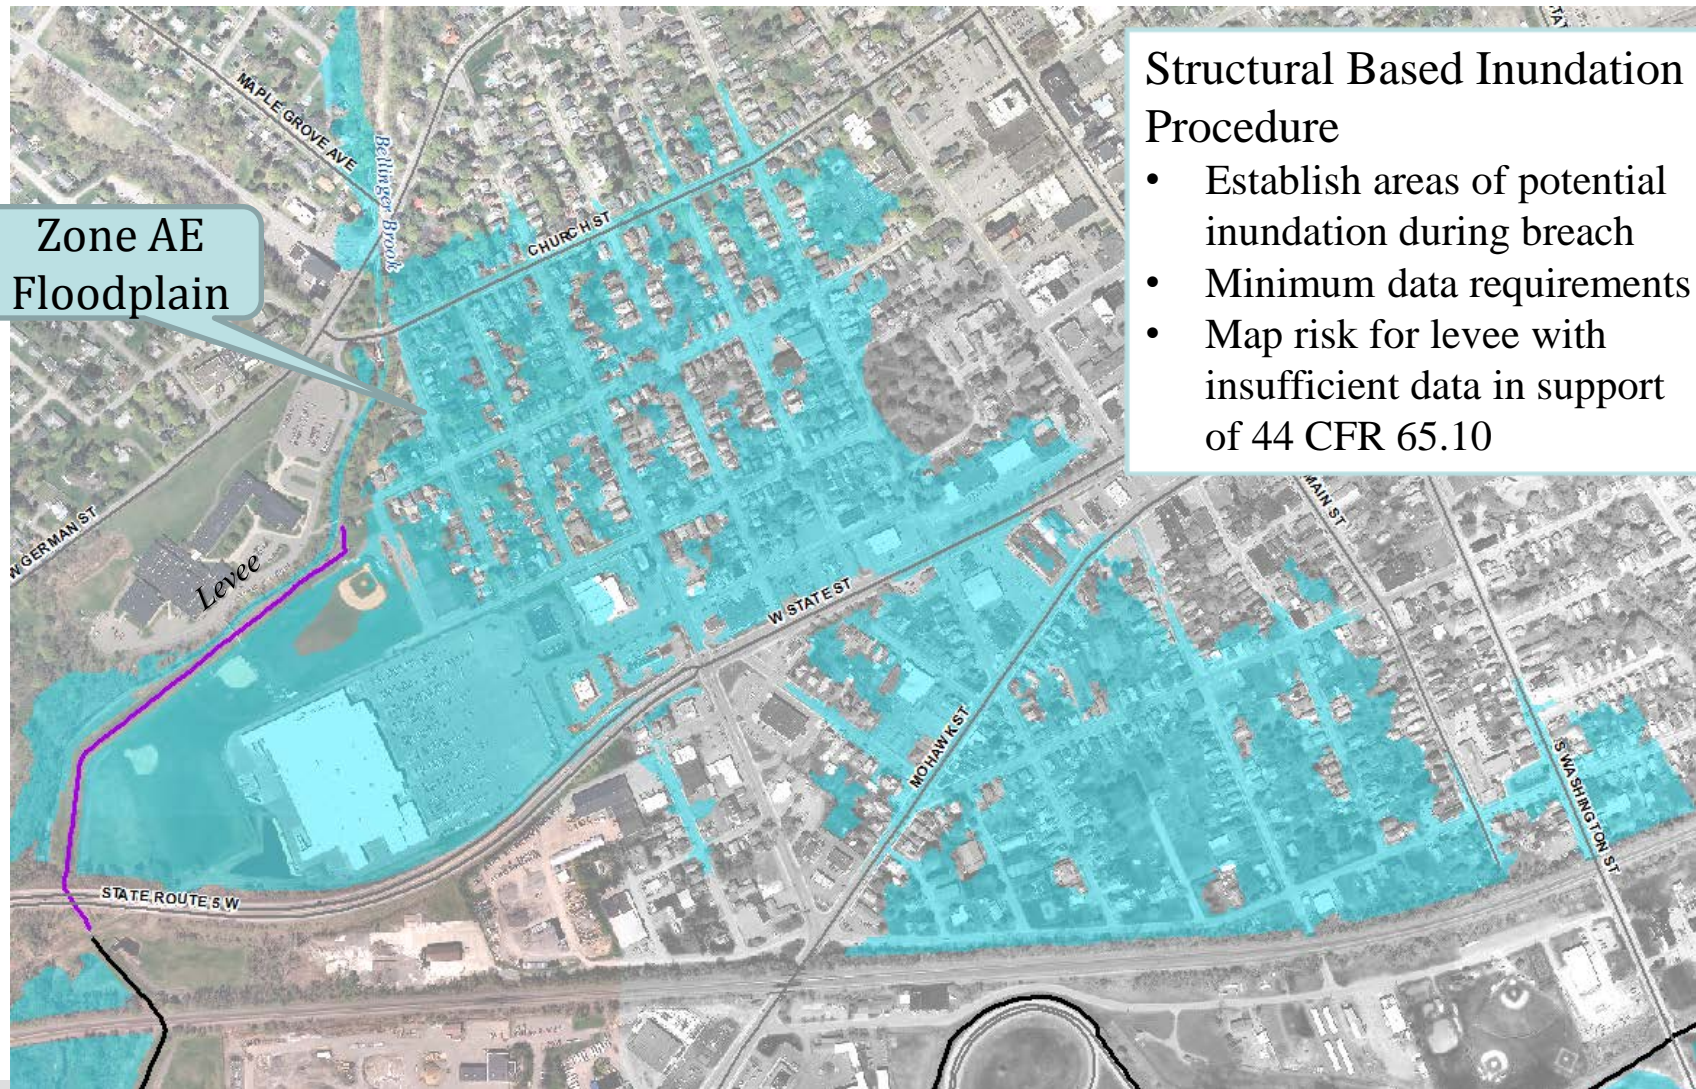 Structural Based Inundation
Procedure
• Establish areas of potential
inundation during breach
• Minimum data requirements
• Map risk for levee with
insufficient data in support
of 44 CFR 65.10
MAPLE GROVE AVE
Bellinger Brook
Zone AE
Floodplain
CHURCH ST
W GERMAN ST
Levee
W STATE ST
MAIN ST
MOHAWK ST
S WASHINGTON ST
STATE ROUTE 5 W